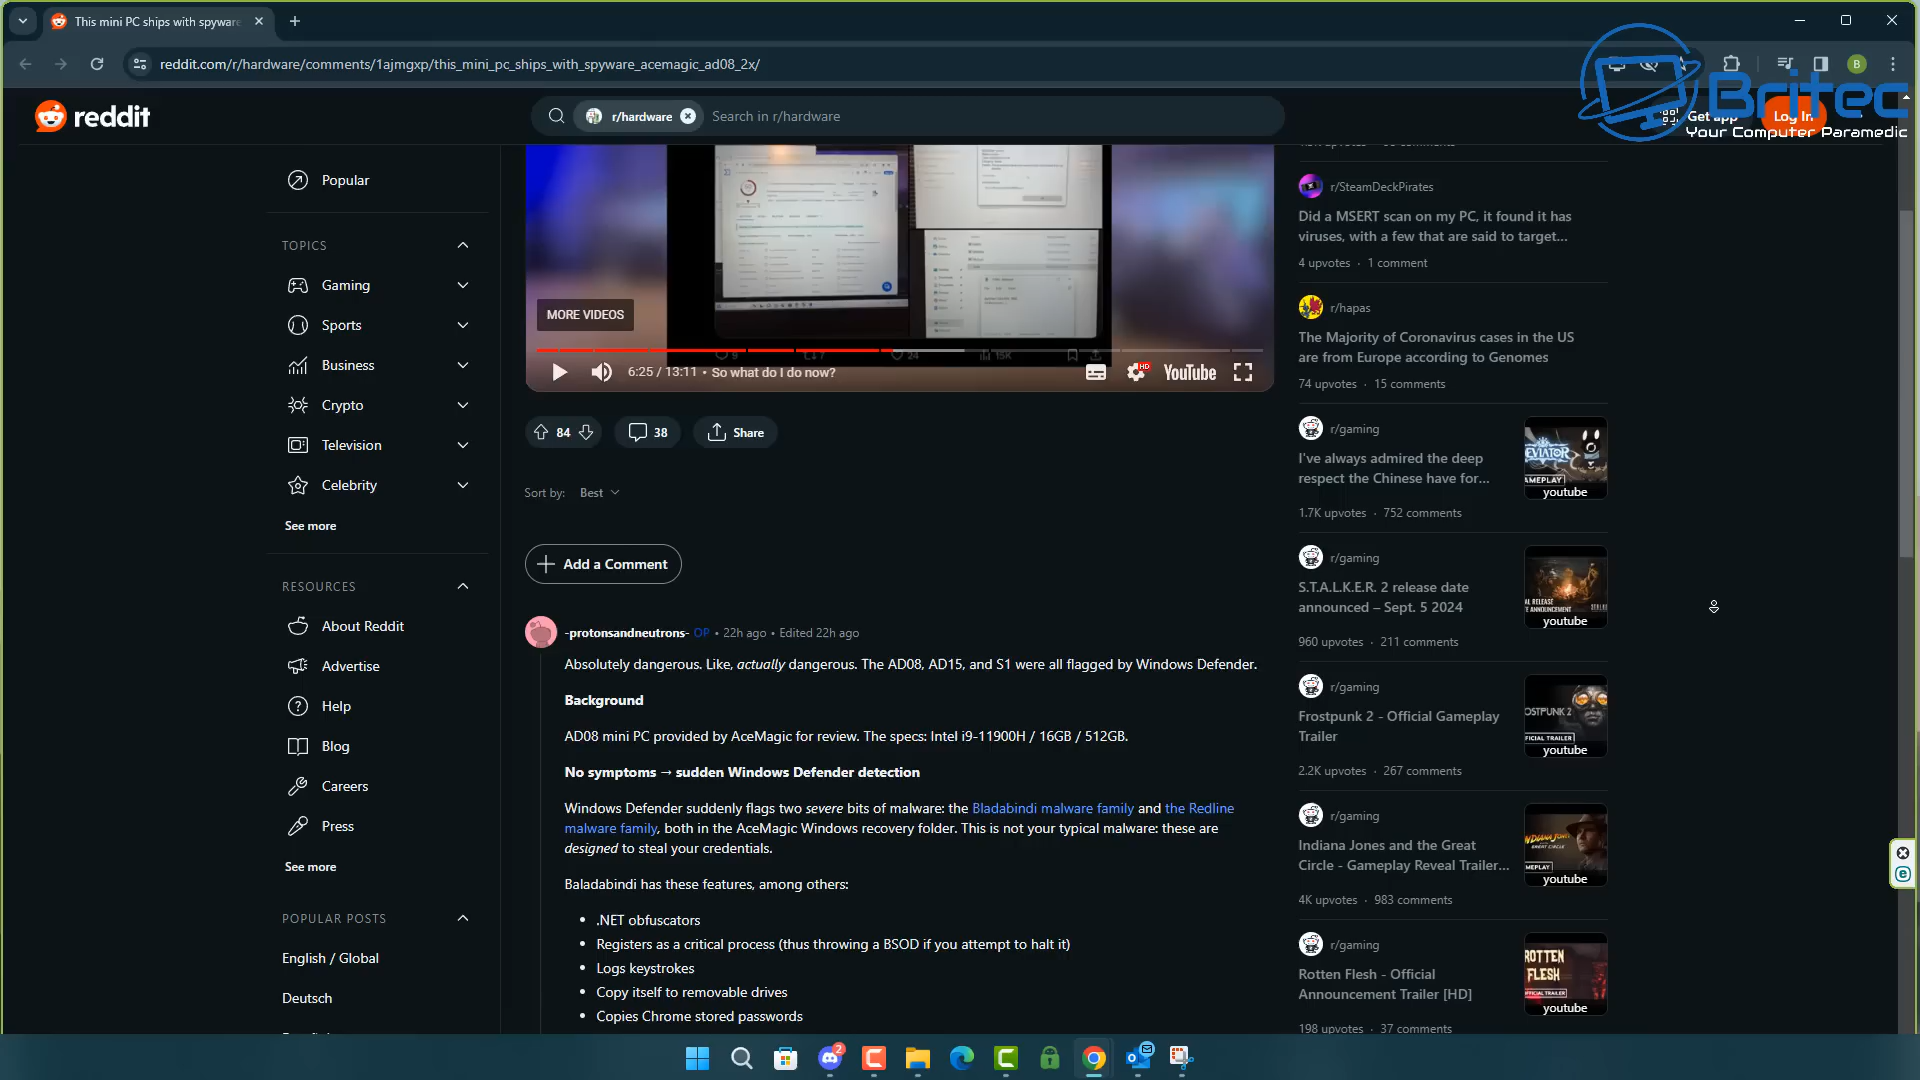 This mini PC ships with spyware
reddit.com/r/hardware/comments/1ajmgxp/this_mini_pc_ships_with_spyware_acemagic_ad08_2x/
B
Britec
Your Computer Paramedic
reddit
r/hardware
Search in r/hardware
Get app
Log In
Popular
TOPICS
Gaming
Sports
Business
Crypto
Television
Celebrity
See more
RESOURCES
About Reddit
Advertise
Help
Blog
Careers
Press
See more
POPULAR POSTS
English / Global
Deutsch
MORE VIDEOS
9
7
24
15K
6:25 / 13:11 • So what do I do now?
HD
YouTube
84
38
Share
Sort by:
Best
Add a Comment
-protonsandneutrons- OP • 22h ago • Edited 22h ago
Absolutely dangerous. Like, actually dangerous. The AD08, AD15, and S1 were all flagged by Windows Defender.
Background
AD08 mini PC provided by AceMagic for review. The specs: Intel i9-11900H / 16GB / 512GB.
No symptoms → sudden Windows Defender detection
Windows Defender suddenly flags two severe bits of malware: the Bladabindi malware family and the Redline
malware family, both in the AceMagic Windows recovery folder. This is not your typical malware: these are
designed to steal your credentials.
Baladabindi has these features, among others:
• .NET obfuscators
• Registers as a critical process (thus throwing a BSOD if you attempt to halt it)
• Logs keystrokes
• Copy itself to removable drives
• Copies Chrome stored passwords
r/SteamDeckPirates
Did a MSERT scan on my PC, it found it has
viruses, with a few that are said to target...
4 upvotes · 1 comment
r/hapas
The Majority of Coronavirus cases in the US
are from Europe according to Genomes
74 upvotes · 15 comments
r/gaming
I've always admired the deep
respect the Chinese have for...
youtube
1.7K upvotes · 752 comments
r/gaming
S.T.A.L.K.E.R. 2 release date
announced – Sept. 5 2024
youtube
960 upvotes · 211 comments
r/gaming
Frostpunk 2 - Official Gameplay
Trailer
youtube
2.2K upvotes · 267 comments
r/gaming
Indiana Jones and the Great
Circle - Gameplay Reveal Trailer...
youtube
4K upvotes · 983 comments
r/gaming
Rotten Flesh - Official
Announcement Trailer [HD]
ROTTEN
FLESH
youtube
198 upvotes · 37 comments
2